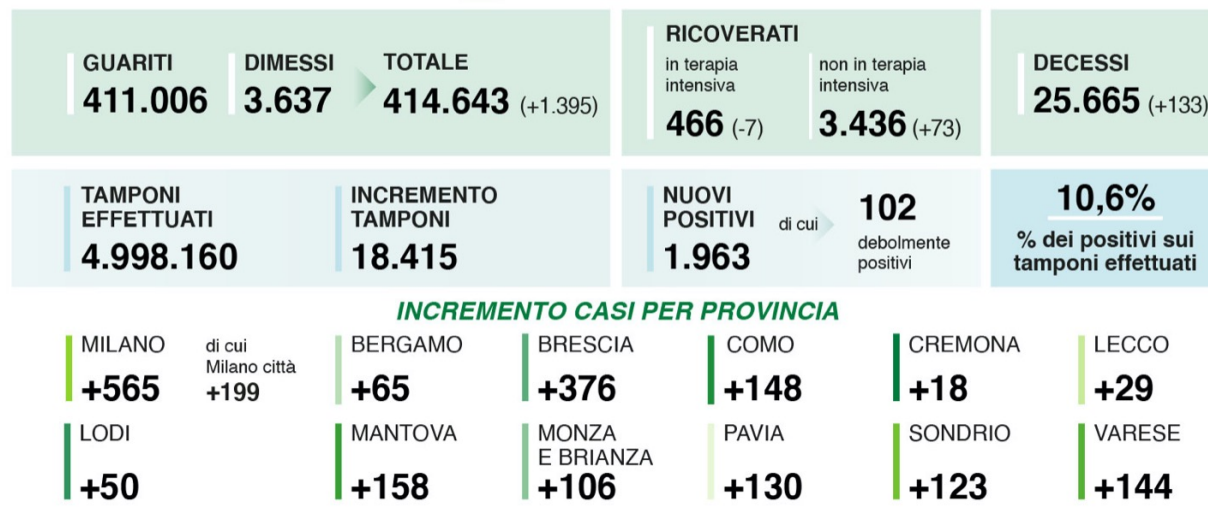 GUARITI
411.006
DIMESSI
3.637
TOTALE
414.643 (+1.395)
RICOVERATI
in terapia
intensiva
466 (-7)
non in terapia
intensiva
3.436 (+73)
DECESSI
25.665 (+133)
TAMPONI
EFFETTUATI
4.998.160
INCREMENTO
TAMPONI
18.415
NUOVI
POSITIVI
1.963
di cui
102
debolmente
positivi
10,6%
% dei positivi sui
tamponi effettuati
INCREMENTO CASI PER PROVINCIA
MILANO
+565
di cui
Milano città
+199
BERGAMO
+65
BRESCIA
+376
COMO
+148
CREMONA
+18
LECCO
+29
LODI
+50
MANTOVA
+158
MONZA
E BRIANZA
+106
PAVIA
+130
SONDRIO
+123
VARESE
+144